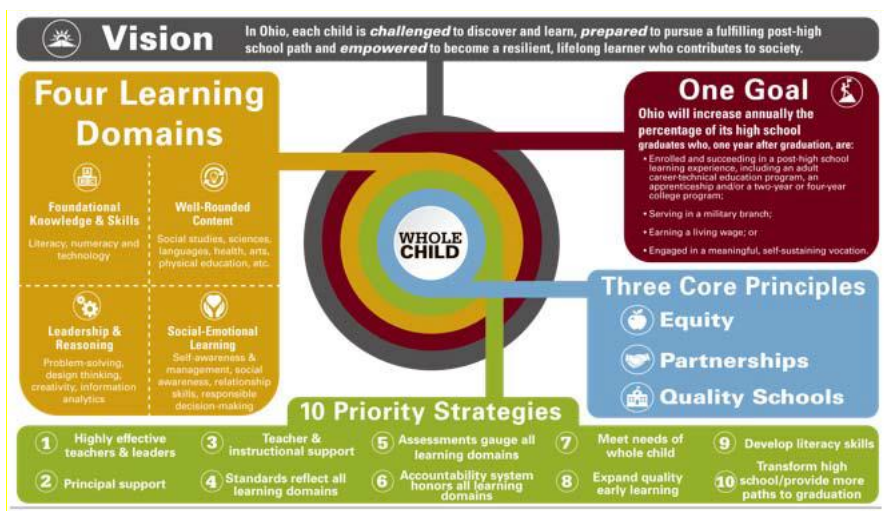 Vision
In Ohio, each child is challenged to discover and learn, prepared to pursue a fulfilling post-high
school path and empowered to become a resilient, lifelong learner who contributes to society.
Four Learning
Domains
Foundational
Knowledge & Skills
Literacy, numeracy and
technology
Well-Rounded
Content
Social studies, sciences,
languages, health, arts,
physical education, etc.
Leadership &
Reasoning
Problem-solving,
design thinking,
creativity, information
analytics
Social-Emotional
Learning
Self-awareness &
management, social
awareness, relationship
skills, responsible
decision-making
WHOLE
CHILD
One Goal
Ohio will increase annually the
percentage of its high school
graduates who, one year after graduation, are:
• Enrolled and succeeding in a post-high school
learning experience, including an adult
career-technical education program, an
apprenticeship and/or a two-year or four-year
college program;
• Serving in a military branch;
• Earning a living wage; or
• Engaged in a meaningful, self-sustaining vocation.
Three Core Principles
Equity
Partnerships
Quality Schools
10 Priority Strategies
1 Highly effective
teachers & leaders
2 Principal support
3 Teacher &
instructional support
4 Standards reflect all
learning domains
5 Assessments gauge all
learning domains
6 Accountability system
honors all learning
domains
7 Meet needs of
whole child
8 Expand quality
early learning
9 Develop literacy skills
10 Transform high
school/provide more
paths to graduation